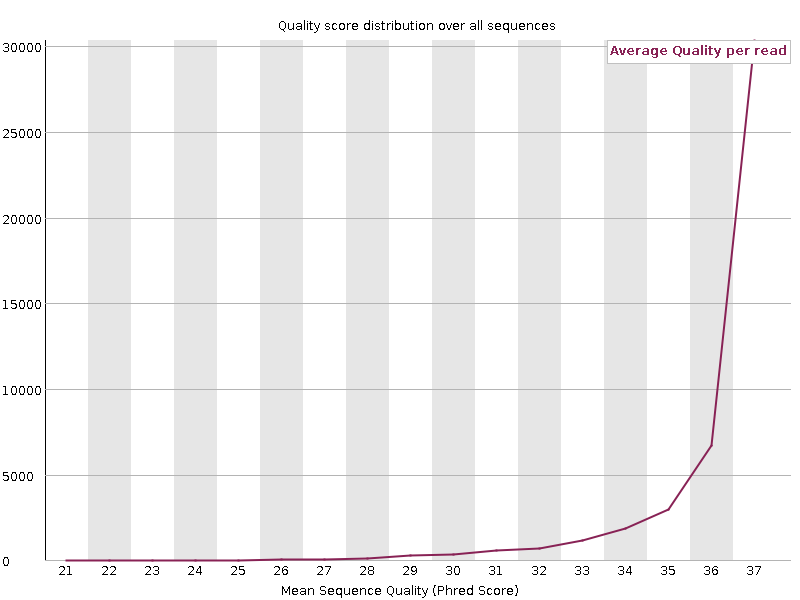 Quality score distribution over all sequences
Average Quality per read
30000
25000
20000
15000
10000
5000
0
21 22 23 24 25 26 27 28 29 30 31 32 33 34 35 36 37
Mean Sequence Quality (Phred Score)